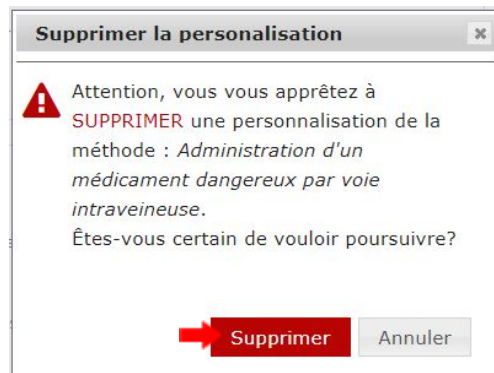 Supprimer la personalisation
Attention, vous vous apprêtez à
SUPPRIMER une personnalisation de la
méthode : Administration d'un
médicament dangereux par voie
intraveineuse.
Êtes-vous certain de vouloir poursuivre?
Supprimer Annuler